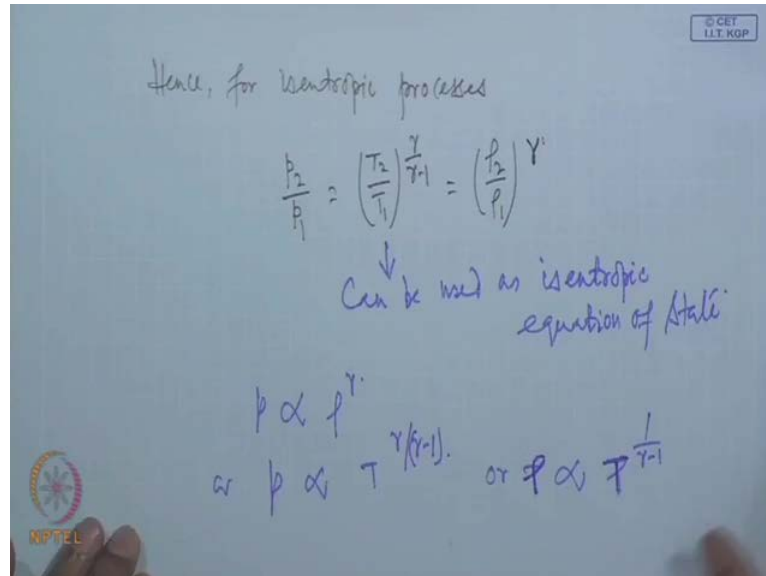 © CET
I.I.T. KGP
Hence, for isentropic processes
p₂/p₁ = (T₂/T₁)^(γ/(γ-1)) = (ρ₂/ρ₁)^γ
↓
Can be used as isentropic
equation of state.
p ∝ ρ^γ.
or p ∝ T^(γ/(γ-1)). or ρ ∝ T^(1/(γ-1))
NPTEL